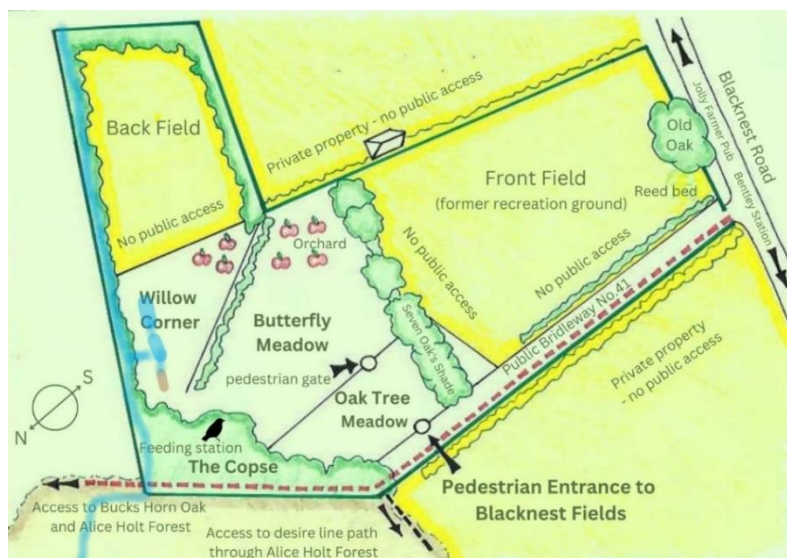 Back Field
No public access
Private property - no public access
Front Field
(former recreation ground)
No public access
No public access
Old
Oak
Reed bed
Blacknest Road
Jolly Farmer Pub
Bentley Station
Orchard
Willow
Corner
Butterfly
Meadow
pedestrian gate
Seven Oak's Shade
Oak Tree
Meadow
Public Bridleway No.41
Private property
- no public access
S
N
Feeding station
The Copse
Pedestrian Entrance to
Blacknest Fields
Access to Bucks Horn Oak
and Alice Holt Forest
Access to desire line path
through Alice Holt Forest